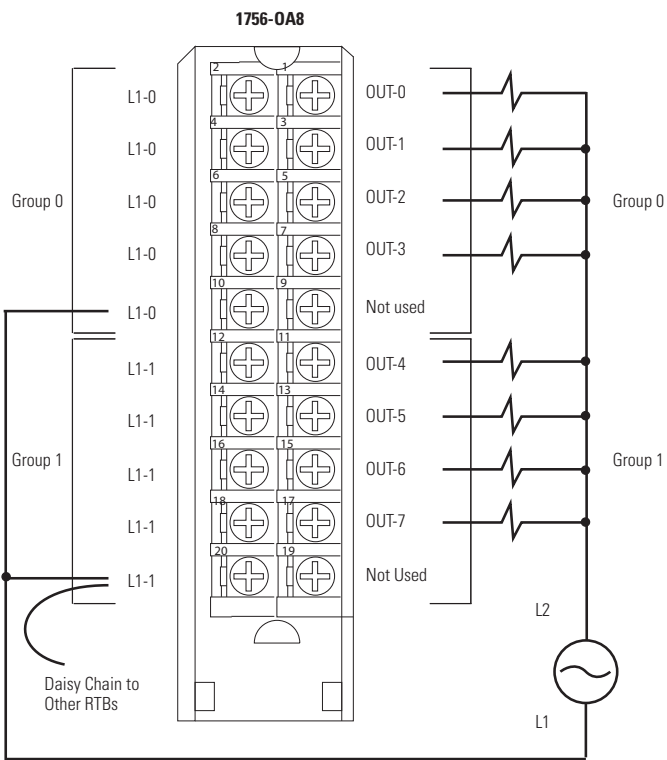 1756-OA8
2 1
L1-0 OUT-0
4 3
L1-0 OUT-1
6 5
Group 0 L1-0 OUT-2 Group 0
8 7
L1-0 OUT-3
10 9
L1-0 Not used
12 11
L1-1 OUT-4
14 13
L1-1 OUT-5
16 15
Group 1 L1-1 OUT-6 Group 1
18 17
L1-1 OUT-7
20 19
L1-1 Not Used
L2
Daisy Chain to
Other RTBs
L1